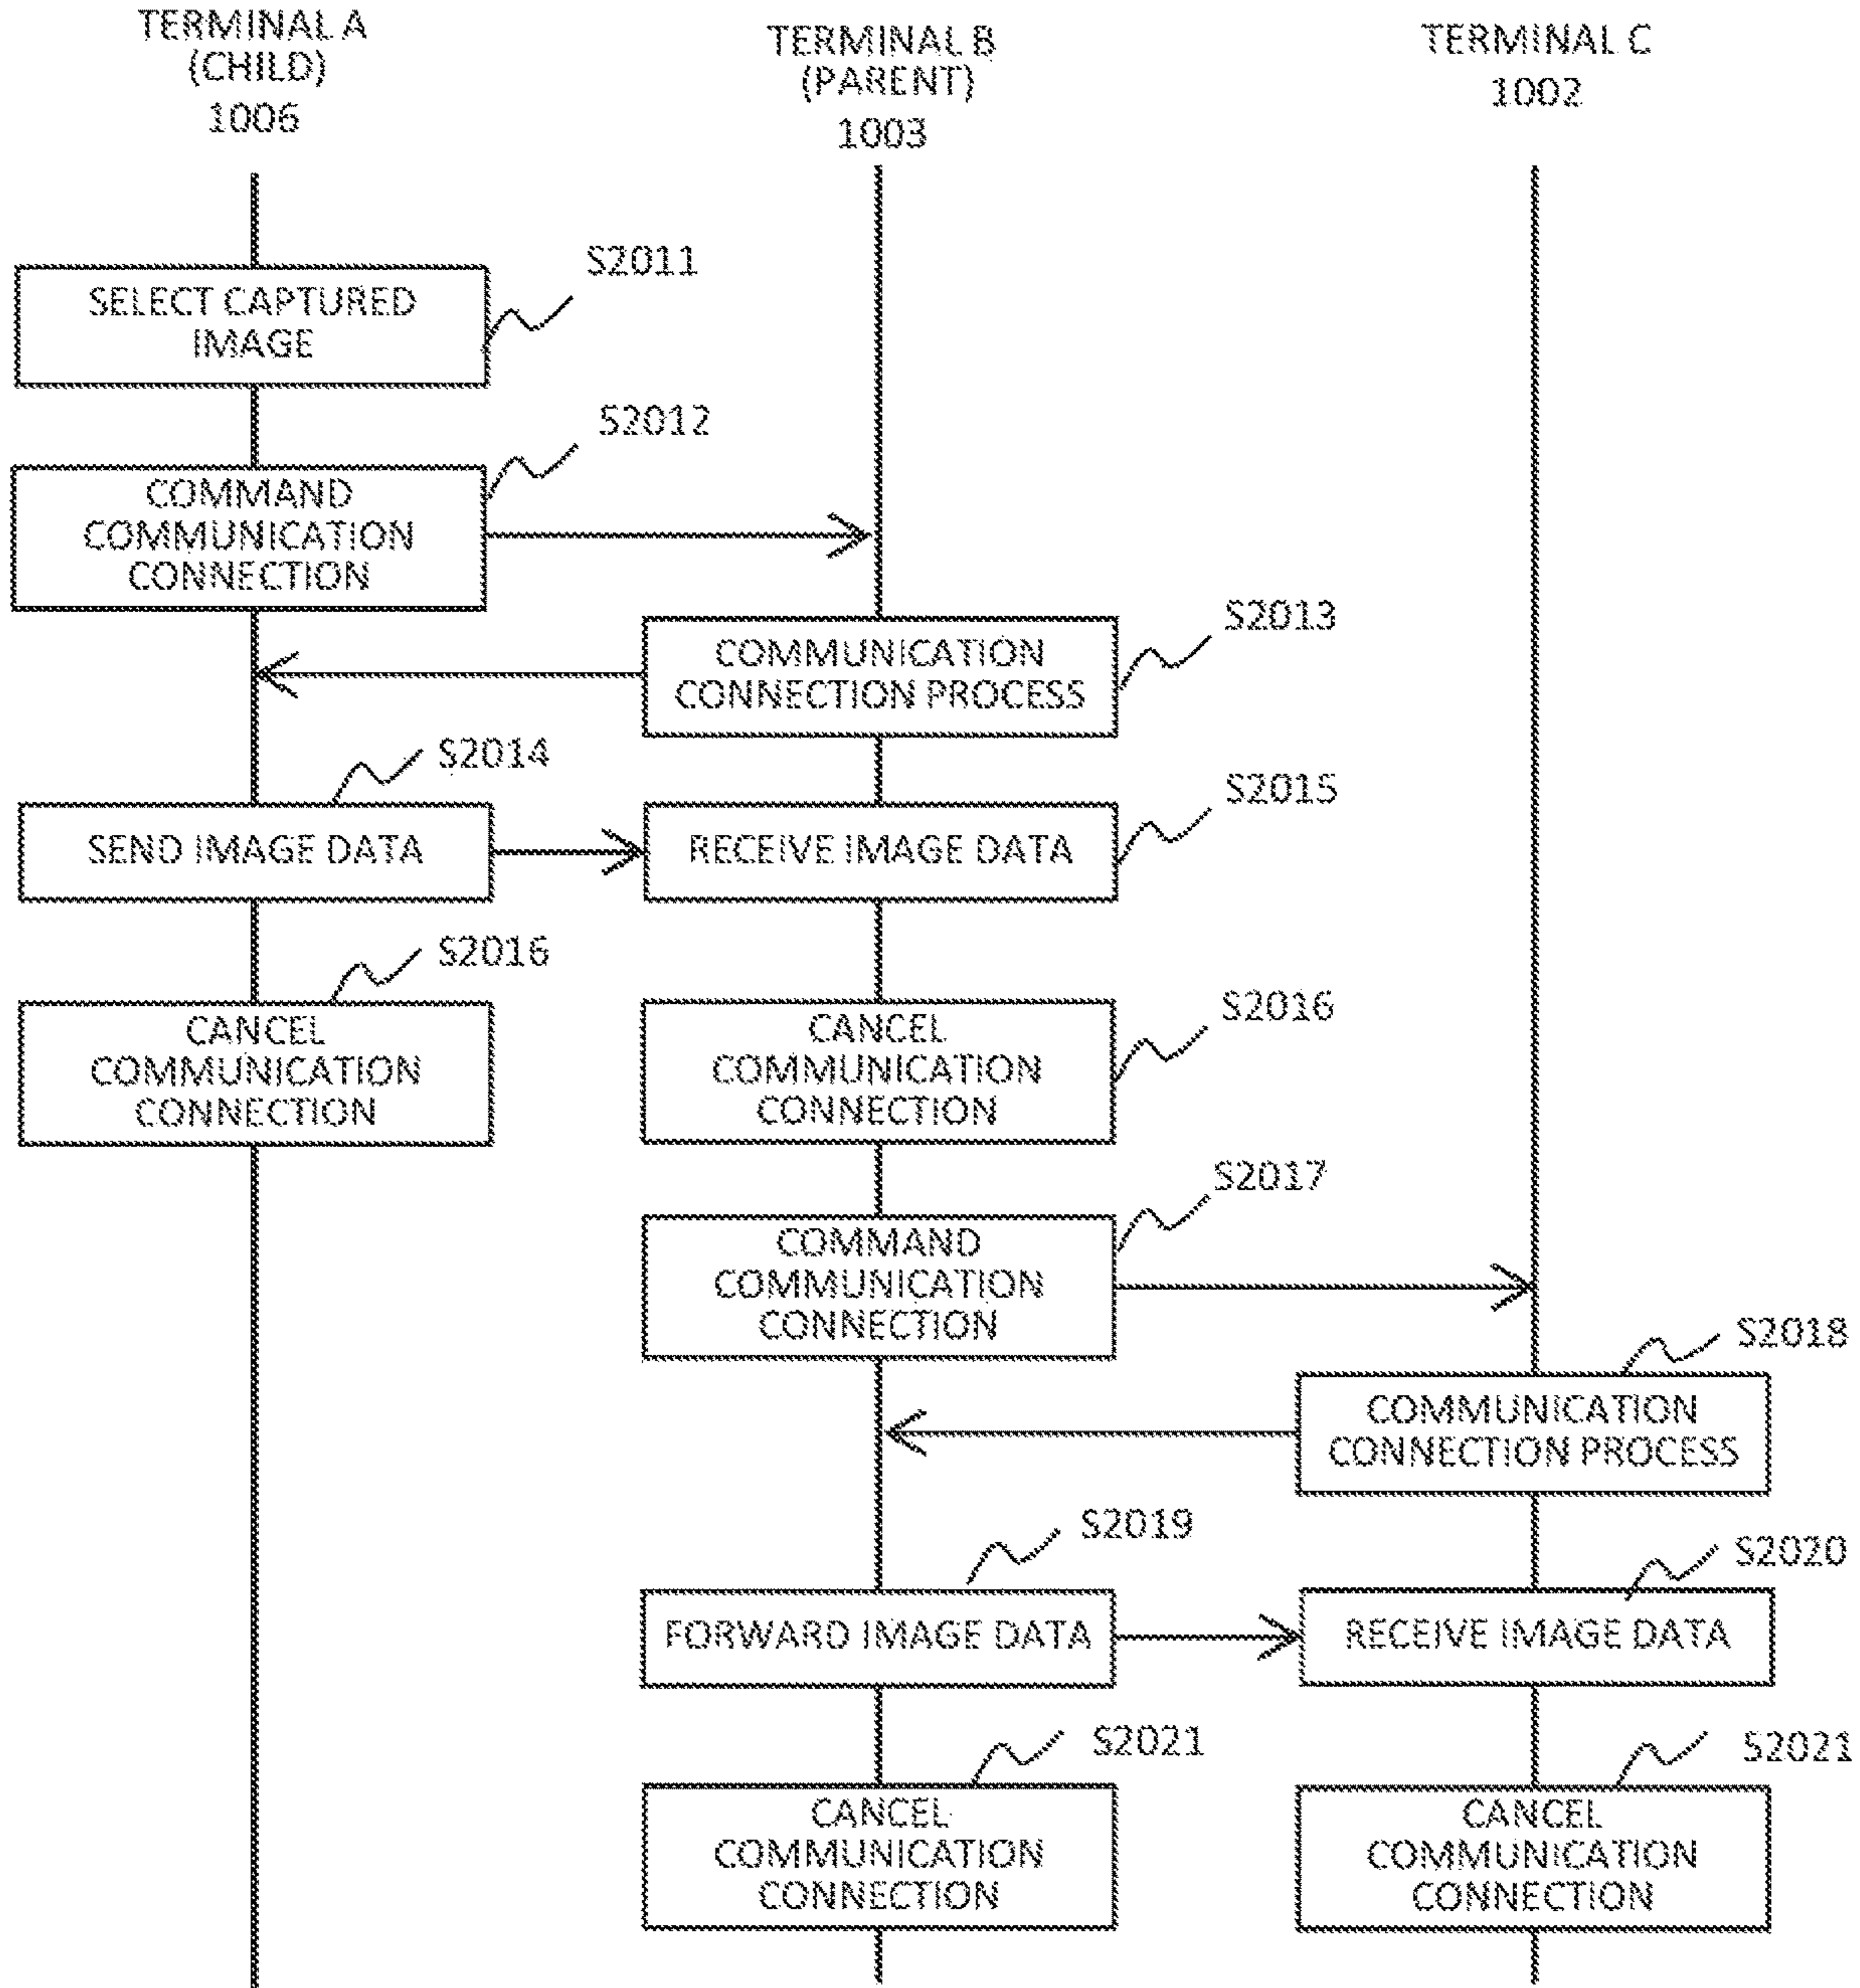 TERMINAL A
(CHILD)
1006
TERMINAL B
(PARENT)
1003
TERMINAL C
1002
S2011
SELECT CAPTURED
IMAGE
S2012
COMMAND
COMMUNICATION
CONNECTION
S2013
COMMUNICATION
CONNECTION PROCESS
S2014
SEND IMAGE DATA
S2015
RECEIVE IMAGE DATA
S2016
CANCEL
COMMUNICATION
CONNECTION
S2016
CANCEL
COMMUNICATION
CONNECTION
S2017
COMMAND
COMMUNICATION
CONNECTION
S2018
COMMUNICATION
CONNECTION PROCESS
S2019
FORWARD IMAGE DATA
S2020
RECEIVE IMAGE DATA
S2021
CANCEL
COMMUNICATION
CONNECTION
S2021
CANCEL
COMMUNICATION
CONNECTION